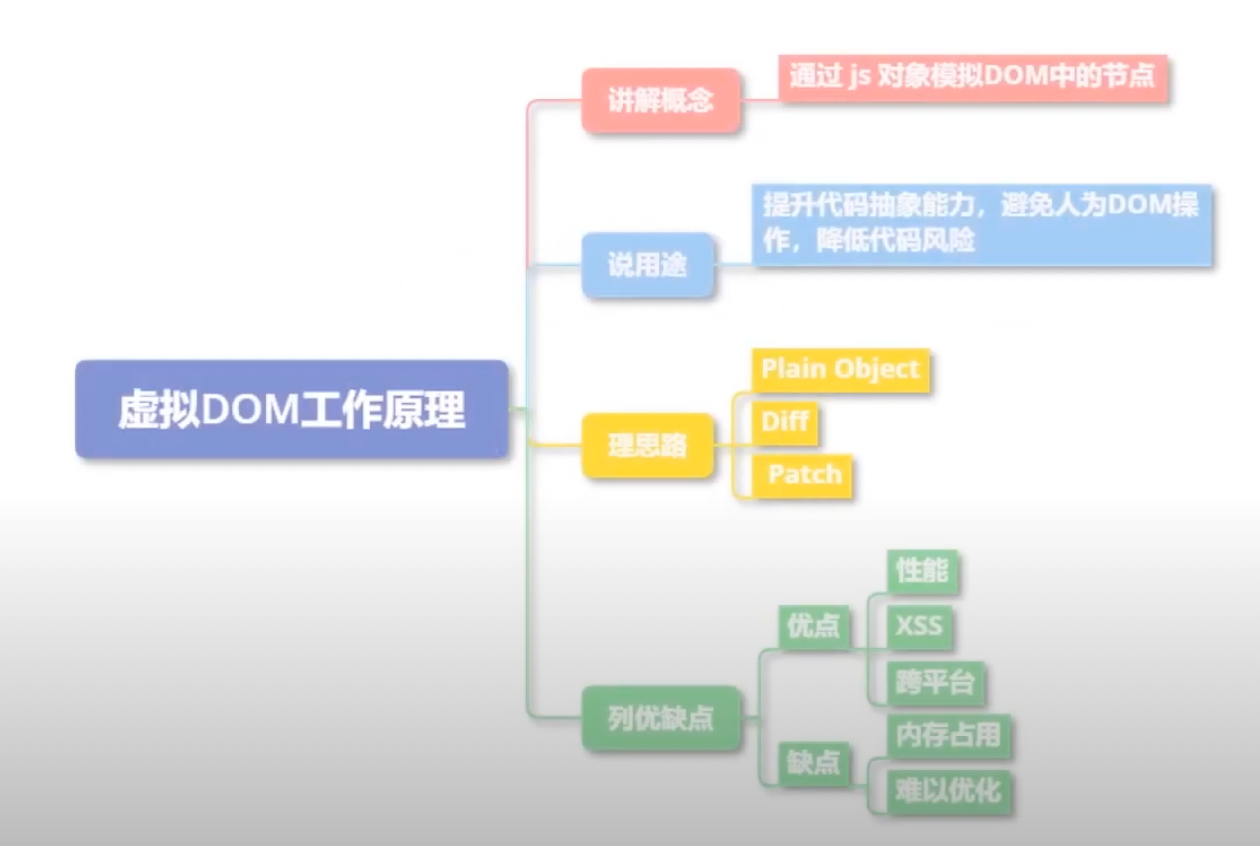 虚拟DOM工作原理
讲解概念
通过 js 对象模拟DOM中的节点
说用途
提升代码抽象能力，避免人为DOM操
作，降低代码风险
理思路
Plain Object
Diff
Patch
列优缺点
优点
性能
XSS
跨平台
缺点
内存占用
难以优化